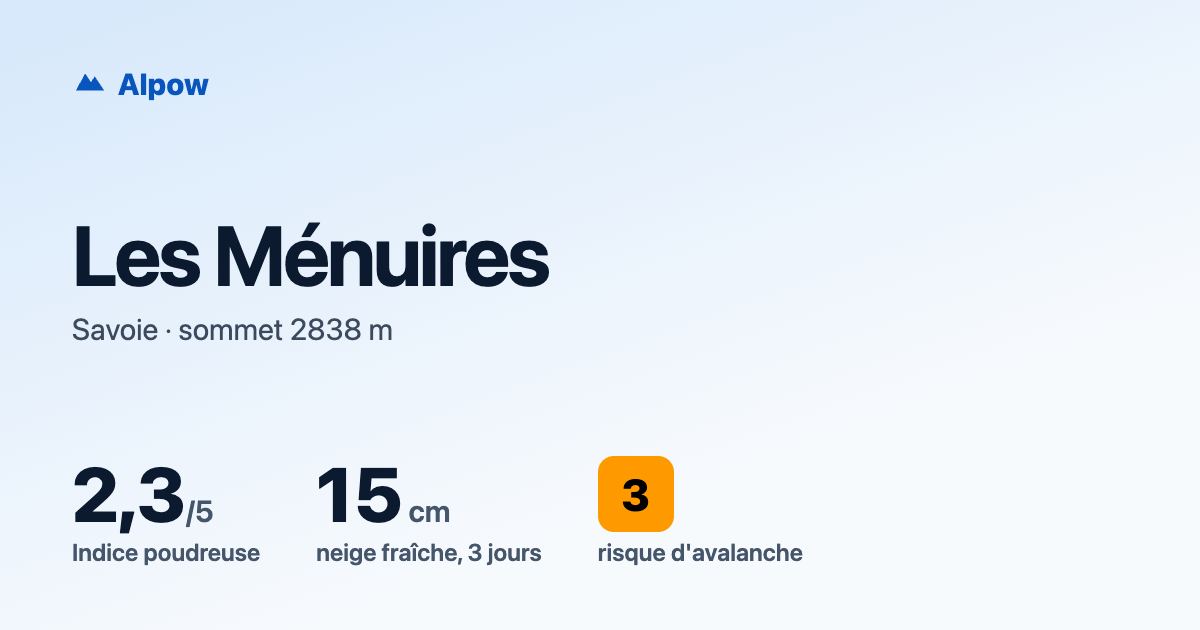 Alpow
Les Ménuires
Savoie · sommet 2838 m
2,3/5
Indice poudreuse
15 cm
neige fraîche, 3 jours
3
risque d'avalanche